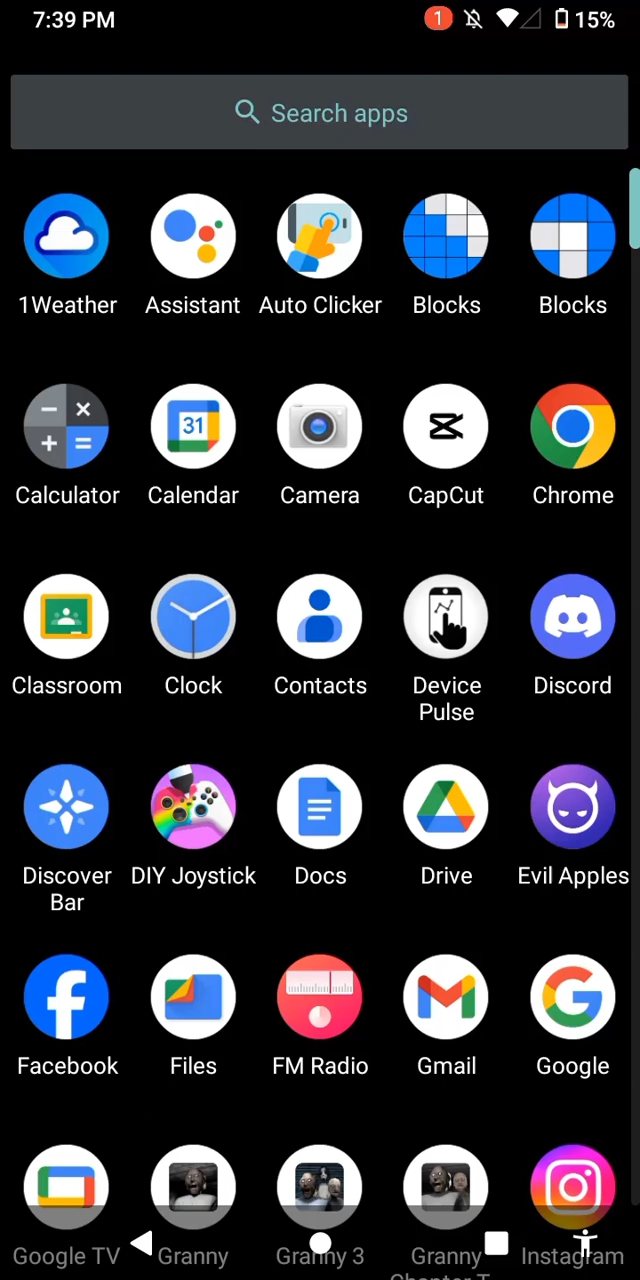 7:39 PM 1 15%
Search apps
1Weather Assistant Auto Clicker Blocks Blocks
31
Calculator Calendar Camera CapCut Chrome
Classroom Clock Contacts Device Pulse Discord
Discover Bar DIY Joystick Docs Drive Evil Apples
Facebook Files FM Radio Gmail Google
Google TV Granny Granny 3 Granny Instagram
Chapter T